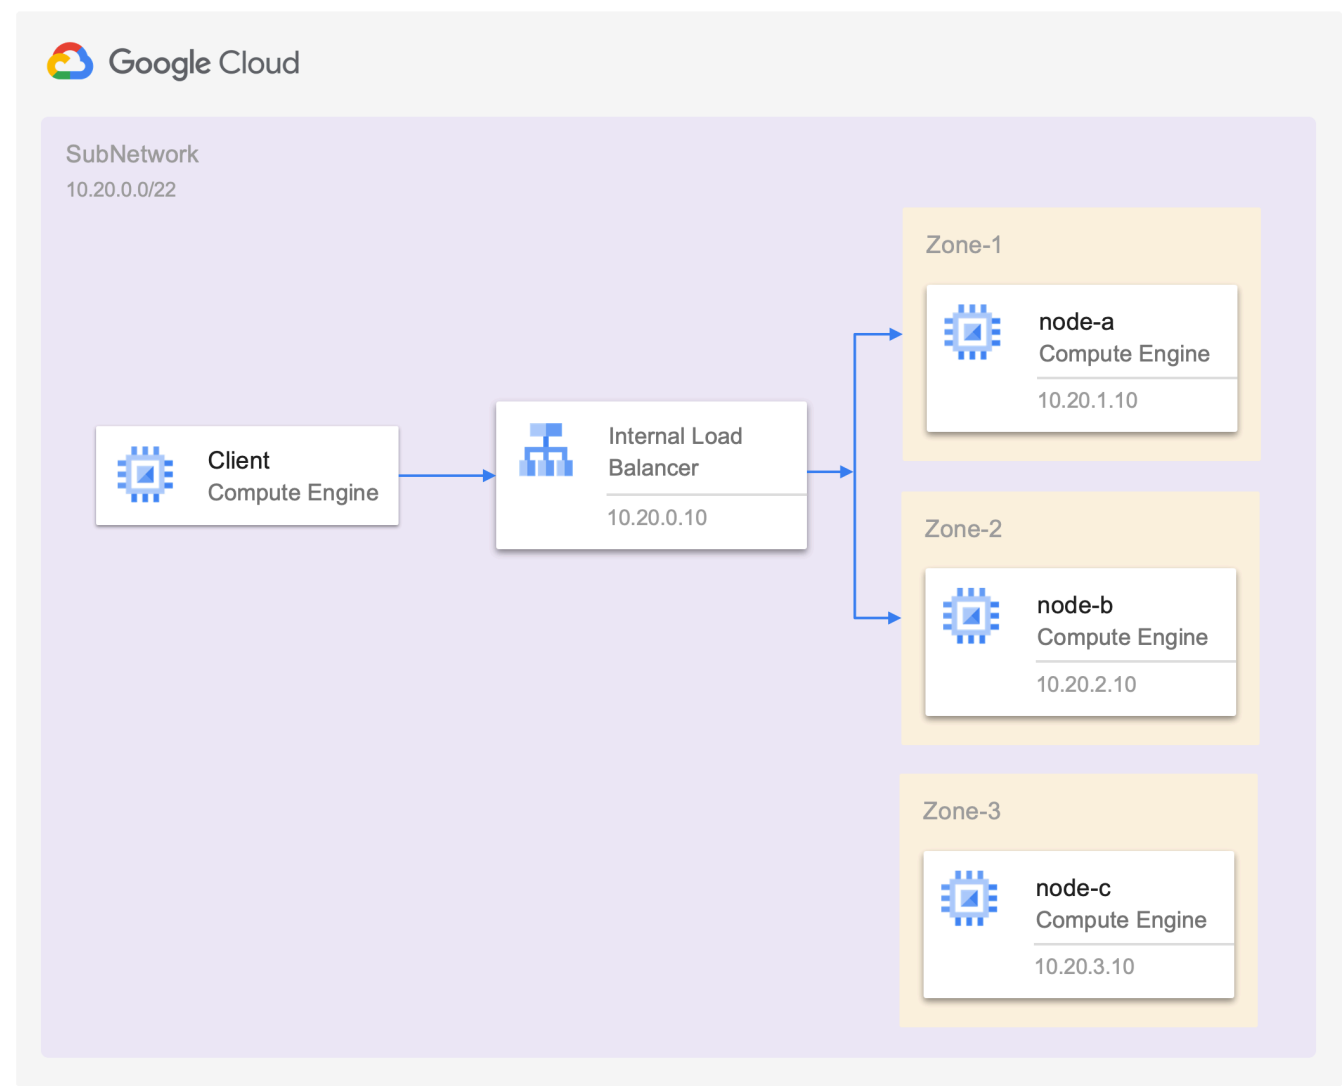 Google Cloud
SubNetwork
10.20.0.0/22
Zone-1
node-a
Compute Engine
10.20.1.10
Client
Compute Engine
Internal Load
Balancer
10.20.0.10
Zone-2
node-b
Compute Engine
10.20.2.10
Zone-3
node-c
Compute Engine
10.20.3.10